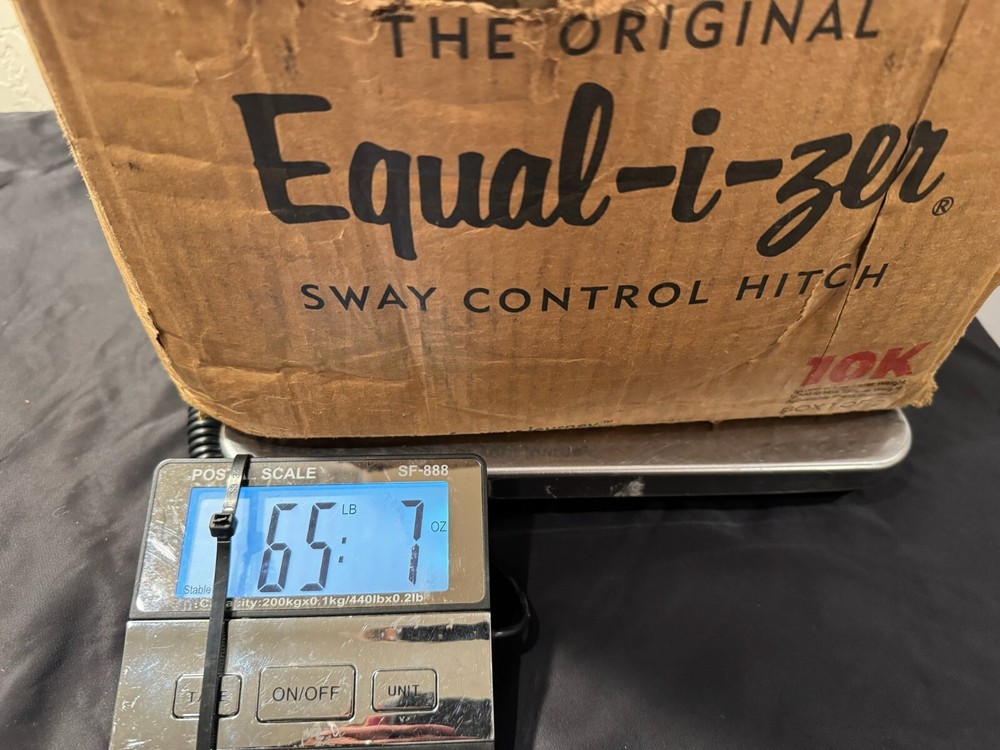 THE ORIGINAL
Equal-i-zer®
SWAY CONTROL HITCH
10K
POSTAL SCALE SF-888
65 LB : 7 OZ
Stable
Capacity:200kgx0.1kg/440lbx0.2lb
TARE ON/OFF UNIT